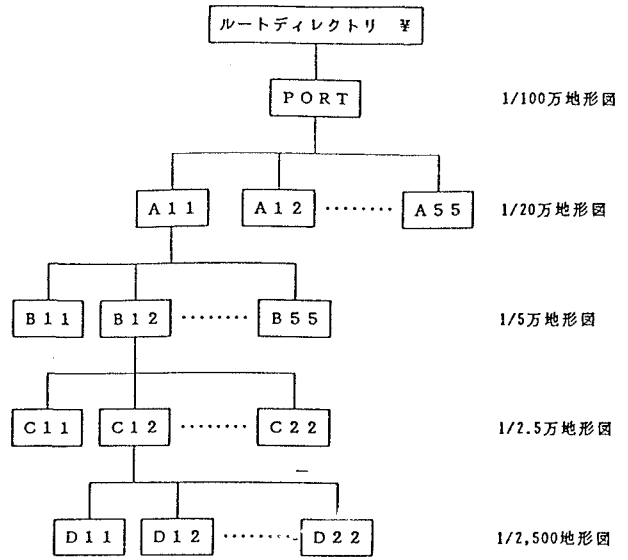 ルートディレクトリ ¥
PORT 1/100万地形図
A11 A12 ········ A55 1/20万地形図
B11 B12 ········ B55 1/5万地形図
C11 C12 ········ C22 1/2.5万地形図
D11 D12 ········ D22 1/2,500地形図